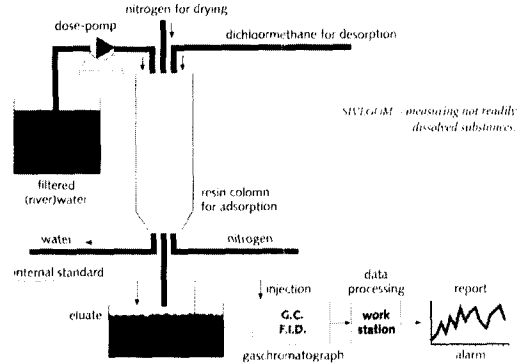 nitrogen for drying
dose-pomp
dichloormethane for desorption
SIVEGOM - measuring not readily
dissolved substances.
filtered
(river)water
resin colomn
for adsorption
water
nitrogen
internal standard
injection
data
processing
report
eluate
G.C.
F.I.D.
work
station
gaschromatograph
alarm